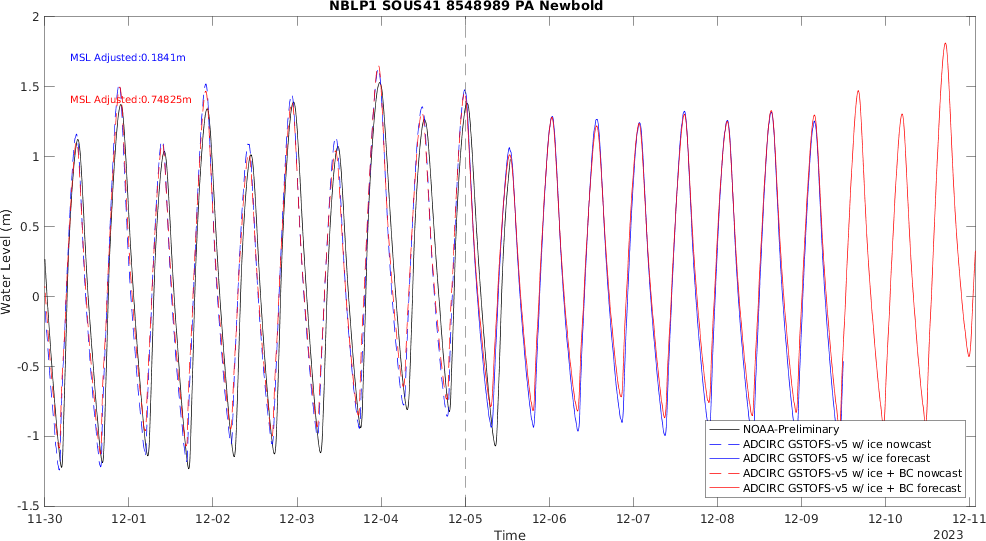 NBLP1 SOUS41 8548989 PA Newbold
MSL Adjusted:0.1841m
MSL Adjusted:0.74825m
Water Level (m)
2
1.5
1
0.5
0
-0.5
-1
-1.5
NOAA-Preliminary
ADCIRC GSTOFS-v5 w/ ice nowcast
ADCIRC GSTOFS-v5 w/ ice forecast
ADCIRC GSTOFS-v5 w/ ice + BC nowcast
ADCIRC GSTOFS-v5 w/ ice + BC forecast
11-30 12-01 12-02 12-03 12-04 12-05 12-06 12-07 12-08 12-09 12-10 12-11
Time
2023